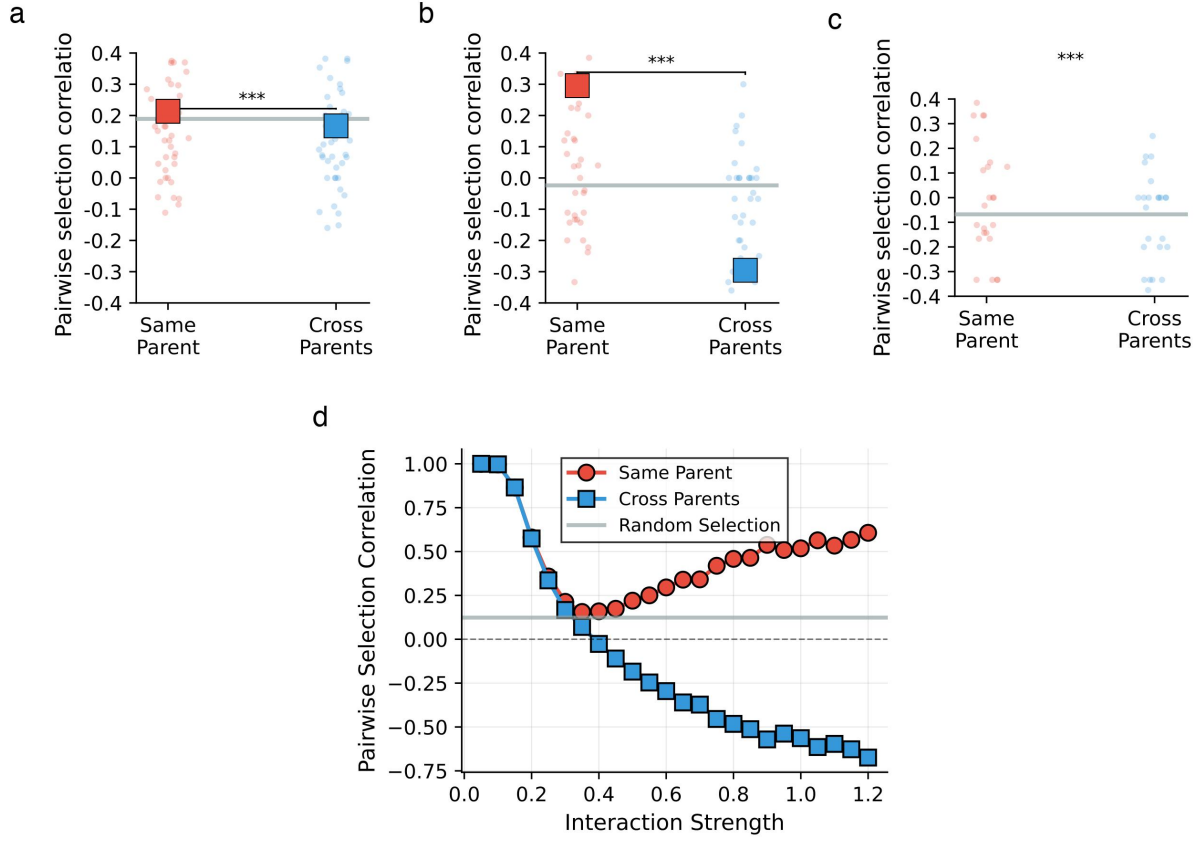 a
Pairwise selection correlatio
0.4
0.3
0.2
0.1
0.0
-0.1
-0.2
-0.3
-0.4
***
Same
Parent
Cross
Parents
b
Pairwise selection correlatio
0.4
0.3
0.2
0.1
0.0
-0.1
-0.2
-0.3
-0.4
***
Same
Parent
Cross
Parents
c
Pairwise selection correlation
0.4
0.3
0.2
0.1
0.0
-0.1
-0.2
-0.3
-0.4
***
Same
Parent
Cross
Parents
d
Pairwise Selection Correlation
1.00
0.75
0.50
0.25
0.00
−0.25
−0.50
−0.75
Same Parent
Cross Parents
Random Selection
0.0
0.2
0.4
0.6
0.8
1.0
1.2
Interaction Strength